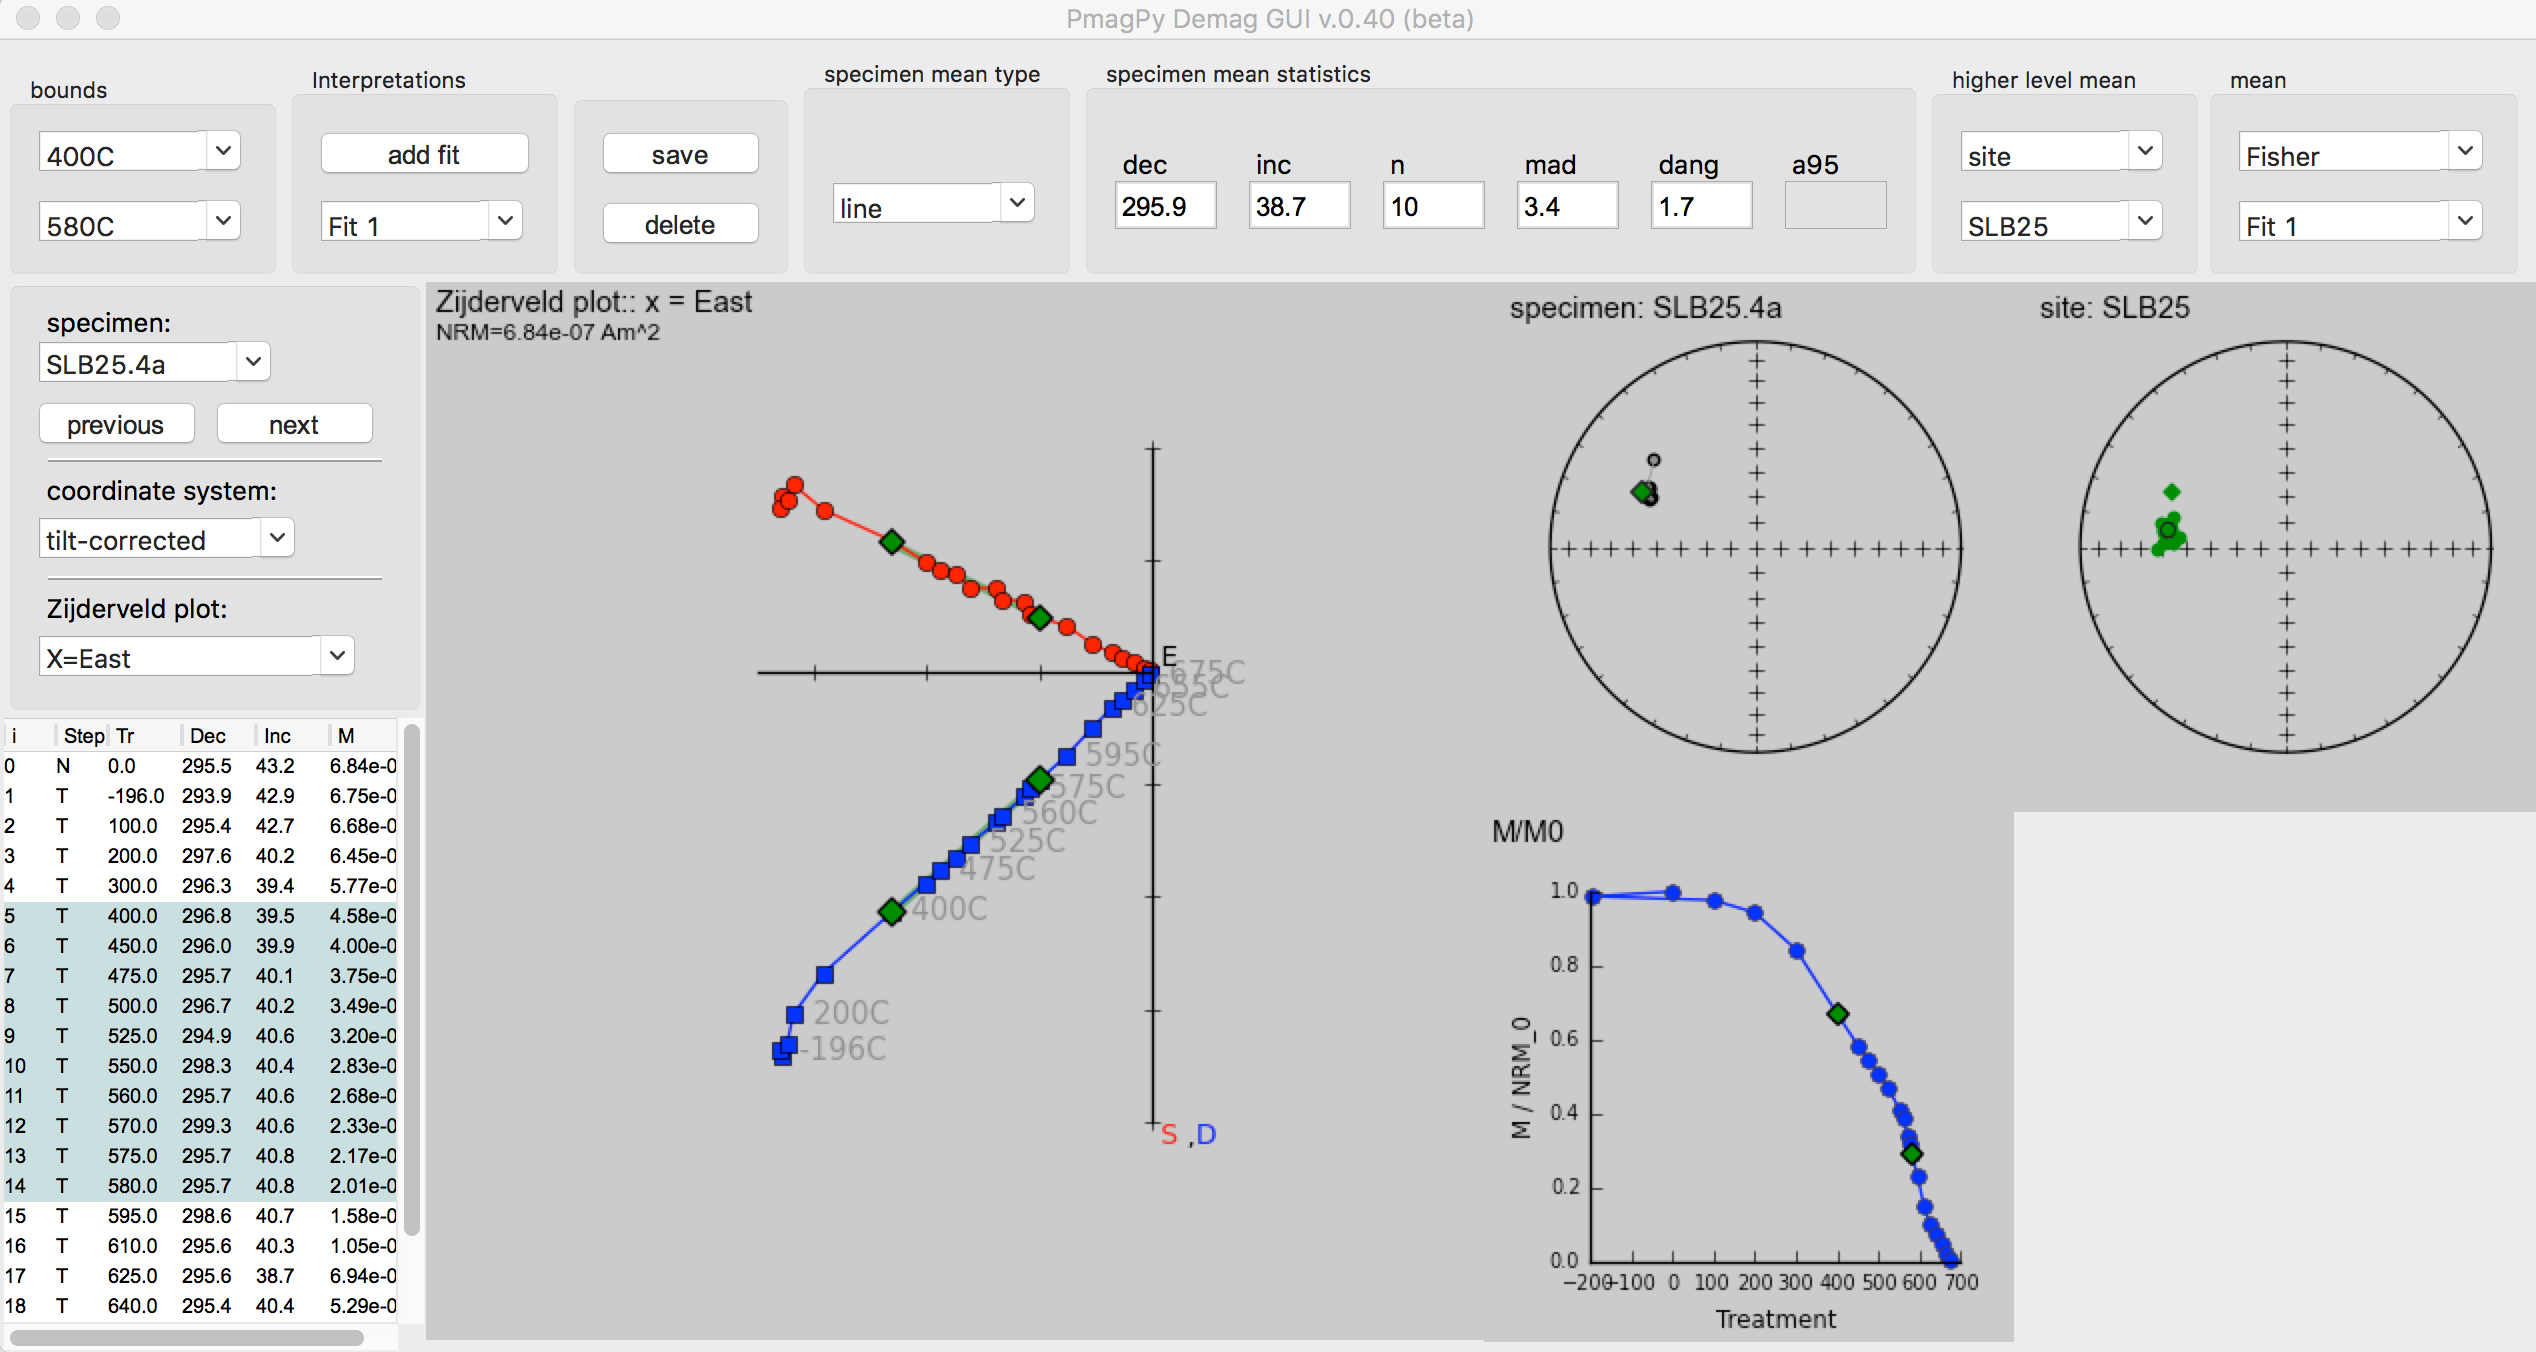 PmagPy Demag GUI v.0.40 (beta)
bounds
400C
580C
Interpretations
add fit
Fit 1
save
delete
specimen mean type
line
specimen mean statistics
dec inc n mad dang a95
295.9 38.7 10 3.4 1.7
higher level mean
site
SLB25
mean
Fisher
Fit 1
specimen:
SLB25.4a
previous next
coordinate system:
tilt-corrected
Zijderveld plot:
X=East
i Step Tr Dec Inc M
0 N 0.0 295.5 43.2 6.84e-0
1 T -196.0 293.9 42.9 6.75e-0
2 T 100.0 295.4 42.7 6.68e-0
3 T 200.0 297.6 40.2 6.45e-0
4 T 300.0 296.3 39.4 5.77e-0
5 T 400.0 296.8 39.5 4.58e-0
6 T 450.0 296.0 39.9 4.00e-0
7 T 475.0 295.7 40.1 3.75e-0
8 T 500.0 296.7 40.2 3.49e-0
9 T 525.0 294.9 40.6 3.20e-0
10 T 550.0 298.3 40.4 2.83e-0
11 T 560.0 295.7 40.6 2.68e-0
12 T 570.0 299.3 40.6 2.33e-0
13 T 575.0 295.7 40.8 2.17e-0
14 T 580.0 295.7 40.8 2.01e-0
15 T 595.0 298.6 40.7 1.58e-0
16 T 610.0 295.6 40.3 1.05e-0
17 T 625.0 295.6 38.7 6.94e-0
18 T 640.0 295.4 40.4 5.29e-0
Zijderveld plot:: x = East
NRM=6.84e-07 Am^2
E
675C
655C
625C
595C
575C
560C
525C
475C
400C
200C
-196C
S ,D
specimen: SLB25.4a
site: SLB25
M/M0
M / NRM_0
1.0
0.8
0.6
0.4
0.2
0.0
−200 −100 0 100 200 300 400 500 600 700
Treatment